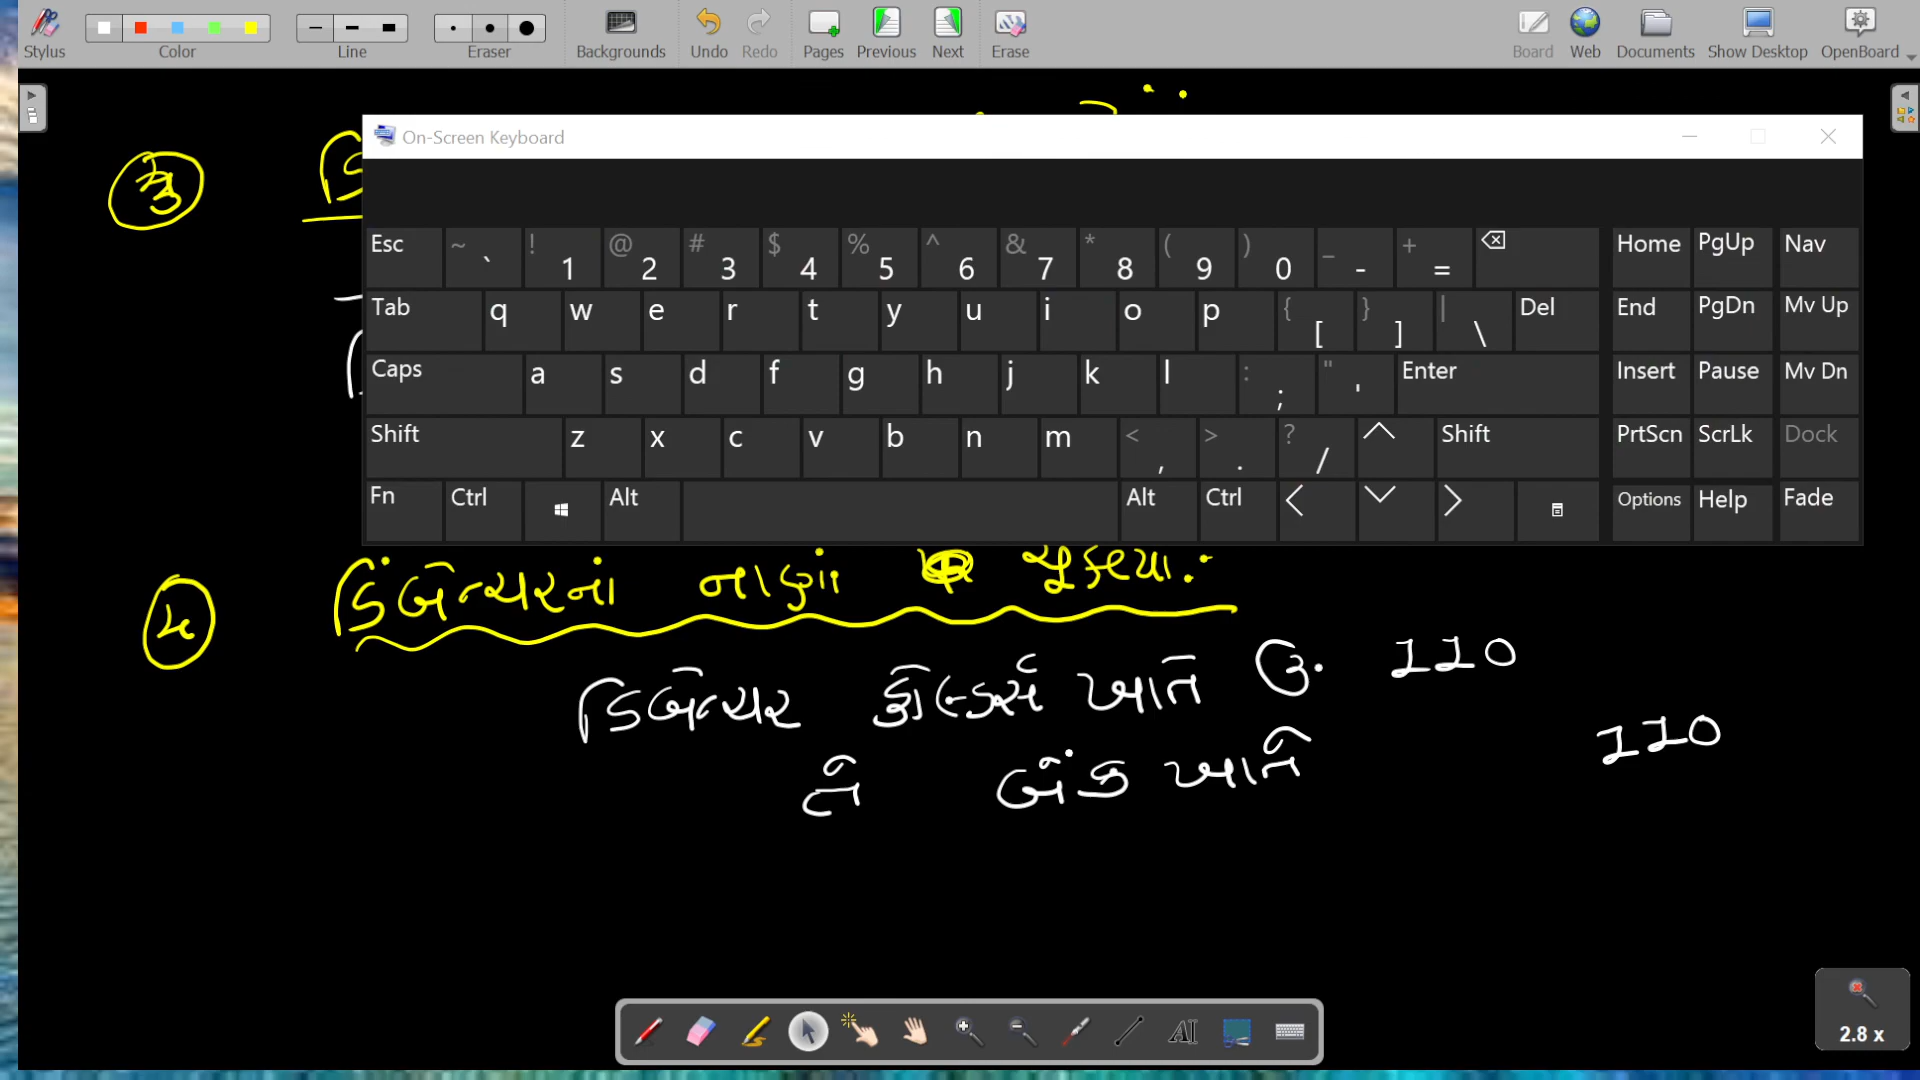 Stylus Color Line Eraser Backgrounds Undo Redo Pages Previous Next Erase Board Web Documents Show Desktop OpenBoard
On-Screen Keyboard
Esc ~ ` ! 1 @ 2 # 3 $ 4 % 5 ^ 6 & 7 * 8 ( 9 ) 0 _ - + = Home PgUp Nav
Tab q w e r t y u i o p { [ } ] | \ Del End PgDn Mv Up
Caps a s d f g h j k l : ; " ' Enter Insert Pause Mv Dn
Shift z x c v b n m < , > . ? / Shift PrtScn ScrLk Dock
Fn Ctrl Alt Alt Ctrl Options Help Fade
૩
૪ ડિબેન્ચરનાં નાણાં ચૂકવ્યા:
ડિબેન્ચર હોલ્ડર્સ ખાતે ઉ. 110
તે બેંક ખાતે 110
2.8 x